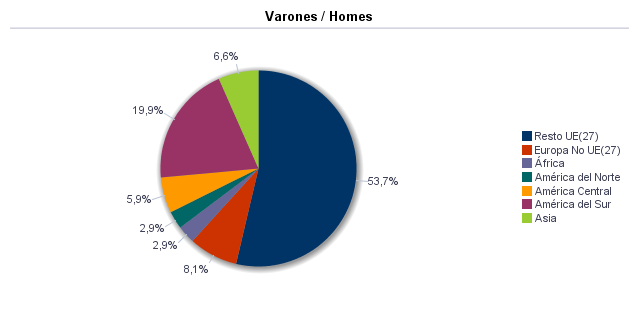 Varones / Homes
6,6%
19,9%
53,7%
5,9%
2,9%
2,9%
8,1%
Resto UE(27)
Europa No UE(27)
África
América del Norte
América Central
América del Sur
Asia